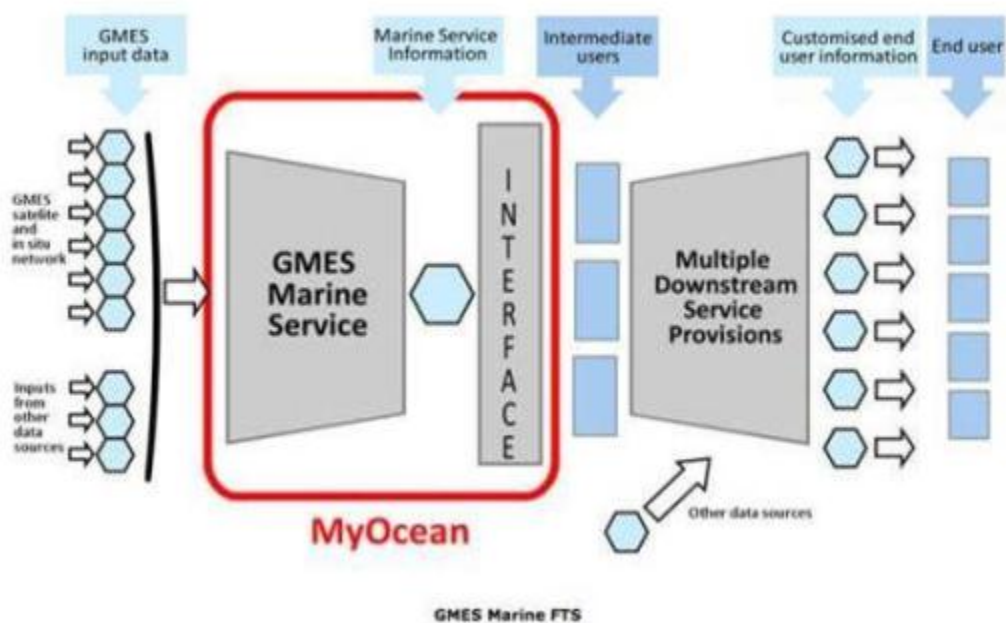 GMES
input data
Marine Service
Information
Intermediate
users
Customised end
user information
End user
GMES
satelite
and
in situ
network
Inputs
from
other
data
sources
GMES
Marine
Service
I
N
T
E
R
F
A
C
E
Multiple
Downstream
Service
Provisions
Other data sources
MyOcean
GMES Marine FTS